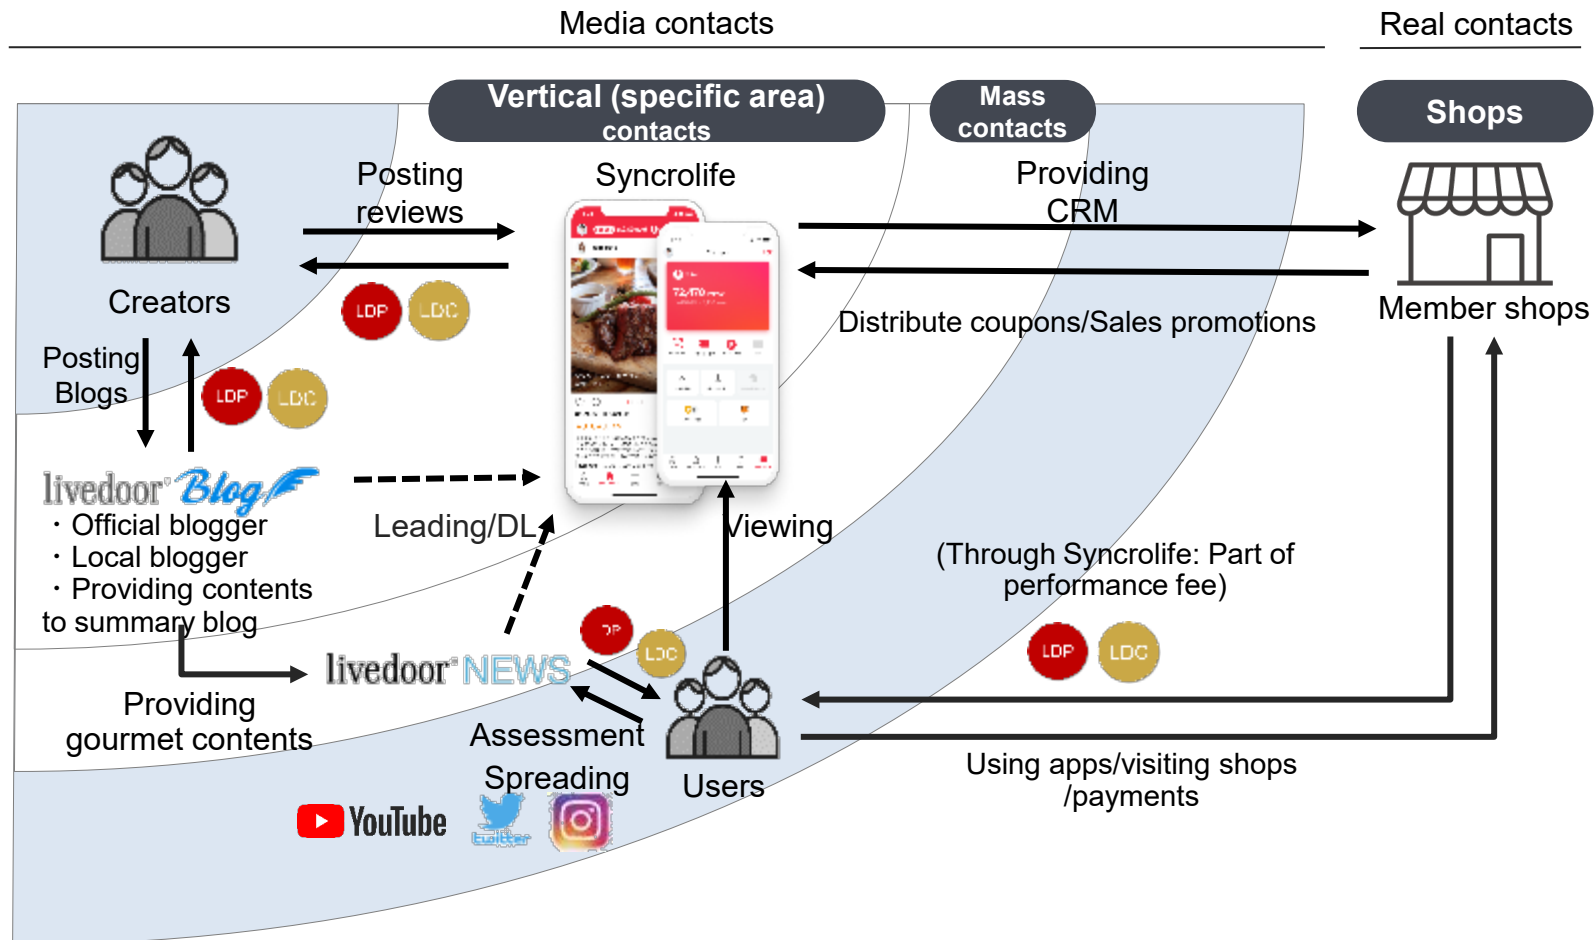 Media contacts
Real contacts
Vertical (specific area)
contacts
Mass
contacts
Shops
Posting
reviews
Syncrolife
Providing
CRM
Creators
LDP
LDC
72,470
Distribute coupons/Sales promotions
Member shops
Posting
Blogs
LDP
LDC
livedoor Blog
・Official blogger
・Local blogger
・Providing contents
to summary blog
Leading/DL
Viewing
(Through Syncrolife: Part of
performance fee)
LDC
LDP
LDC
livedoor NEWS
Providing
gourmet contents
Assessment
Spreading
Users
Using apps/visiting shops
/payments
YouTube
twitter